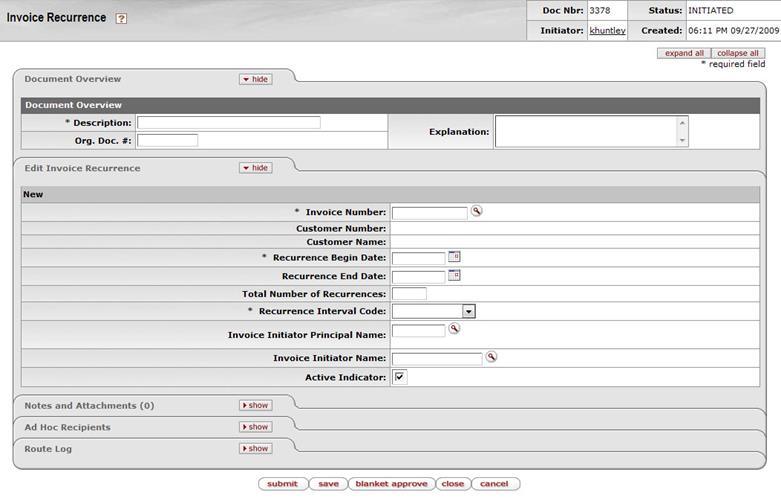 Invoice Recurrence ?
Doc Nbr: 3378 Status: INITIATED
Initiator: khuntley Created: 06:11 PM 09/27/2009
expand all collapse all
* required field
Document Overview hide
Document Overview
* Description: Explanation:
Org. Doc. #:
Edit Invoice Recurrence hide
New
* Invoice Number:
Customer Number:
Customer Name:
* Recurrence Begin Date:
Recurrence End Date:
Total Number of Recurrences:
* Recurrence Interval Code:
Invoice Initiator Principal Name:
Invoice Initiator Name:
Active Indicator:
Notes and Attachments (0) show
Ad Hoc Recipients show
Route Log show
submit save blanket approve close cancel